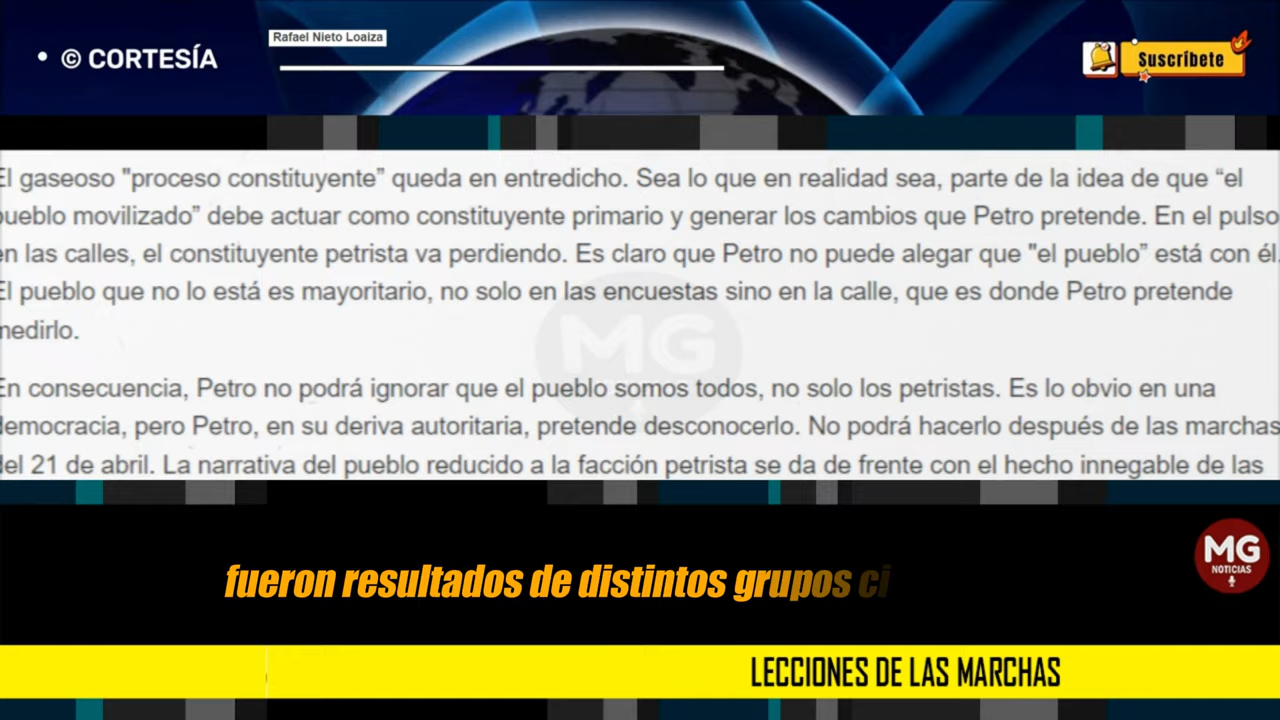 • © CORTESÍA
Rafael Nieto Loaiza
Suscríbete
El gaseoso "proceso constituyente” queda en entredicho. Sea lo que en realidad sea, parte de la idea de que “el
pueblo movilizado” debe actuar como constituyente primario y generar los cambios que Petro pretende. En el pulso
en las calles, el constituyente petrista va perdiendo. Es claro que Petro no puede alegar que "el pueblo” está con él.
El pueblo que no lo está es mayoritario, no solo en las encuestas sino en la calle, que es donde Petro pretende
medirlo.
MG
En consecuencia, Petro no podrá ignorar que el pueblo somos todos, no solo los petristas. Es lo obvio en una
democracia, pero Petro, en su deriva autoritaria, pretende desconocerlo. No podrá hacerlo después de las marchas
del 21 de abril. La narrativa del pueblo reducido a la facción petrista se da de frente con el hecho innegable de las
fueron resultados de distintos grupos ci
MG
NOTICIAS
LECCIONES DE LAS MARCHAS